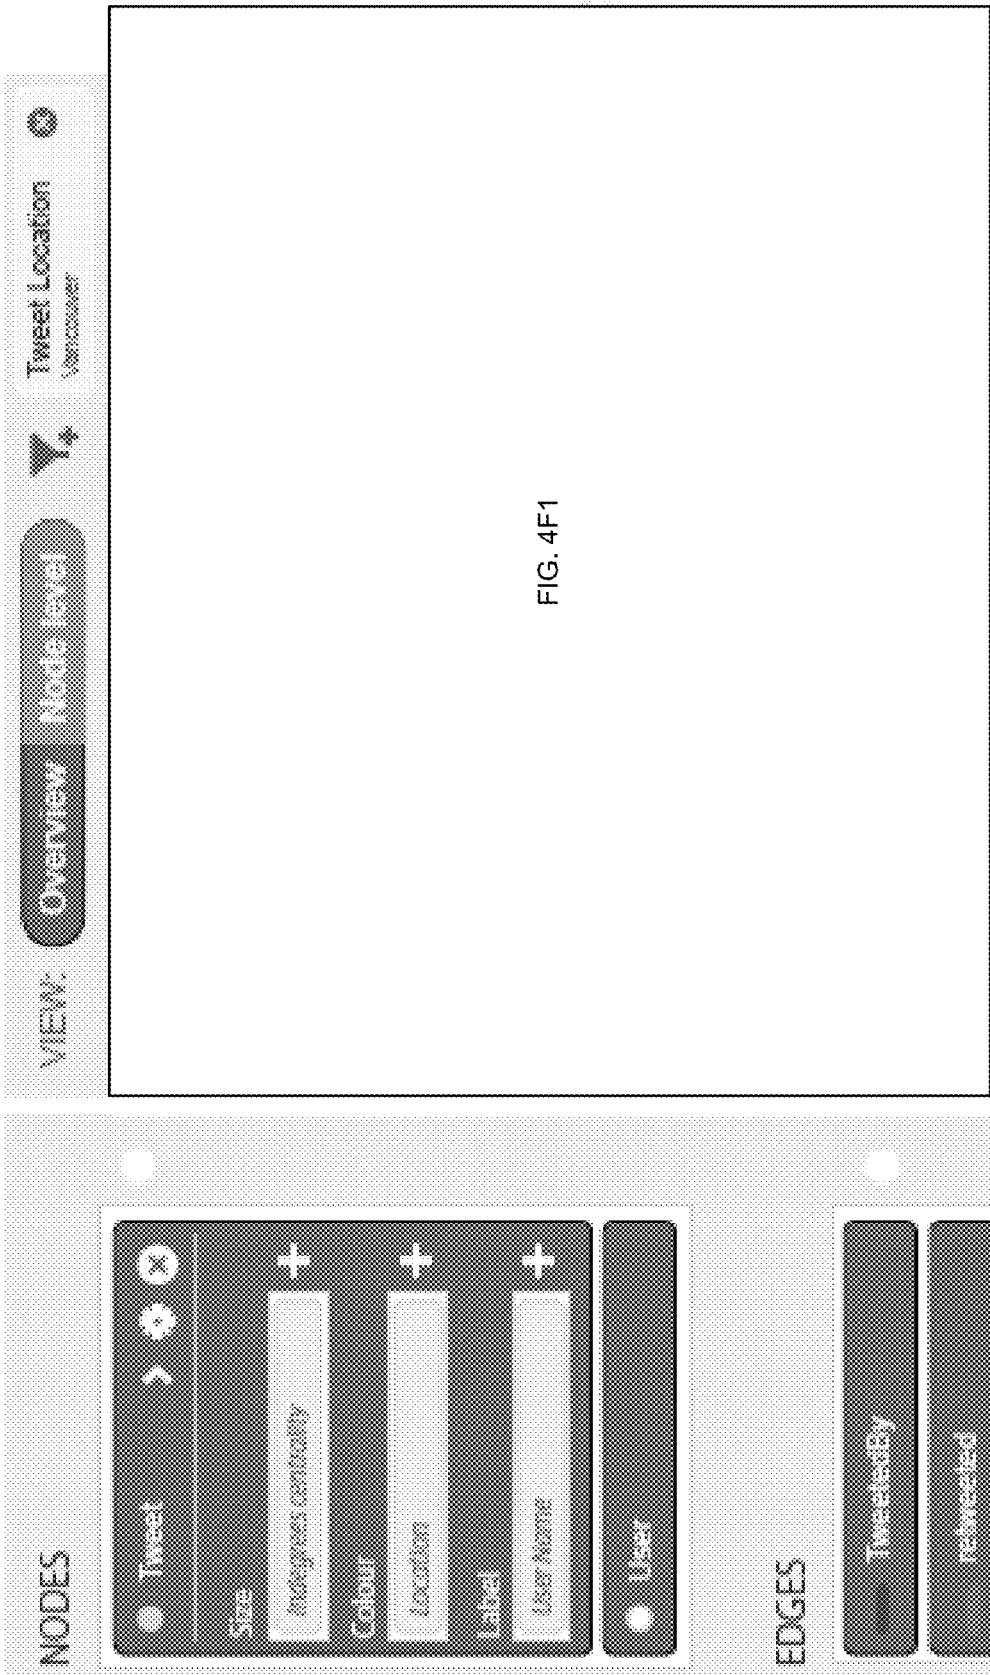 NODES
Tweet
Size
Indegrees centrality
Colour
Location
Label
User Name
User
EDGES
TweetedBy
retweeted
VIEW:
Overview
Node level
Tweet Location
Vancouver
FIG. 4F1